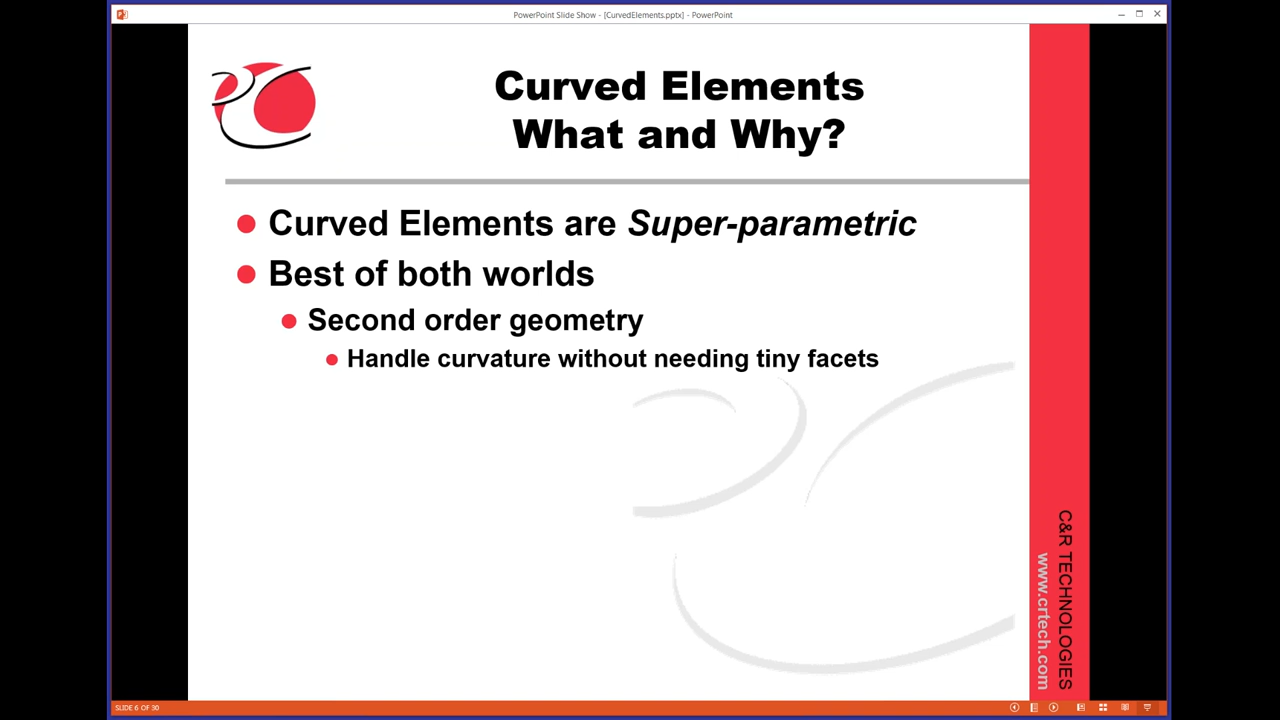 PowerPoint Slide Show - [CurvedElements.pptx] - PowerPoint
Curved Elements
What and Why?
Curved Elements are Super-parametric
Best of both worlds
Second order geometry
Handle curvature without needing tiny facets
C&R TECHNOLOGIES
www.crtech.com
SLIDE 6 OF 30